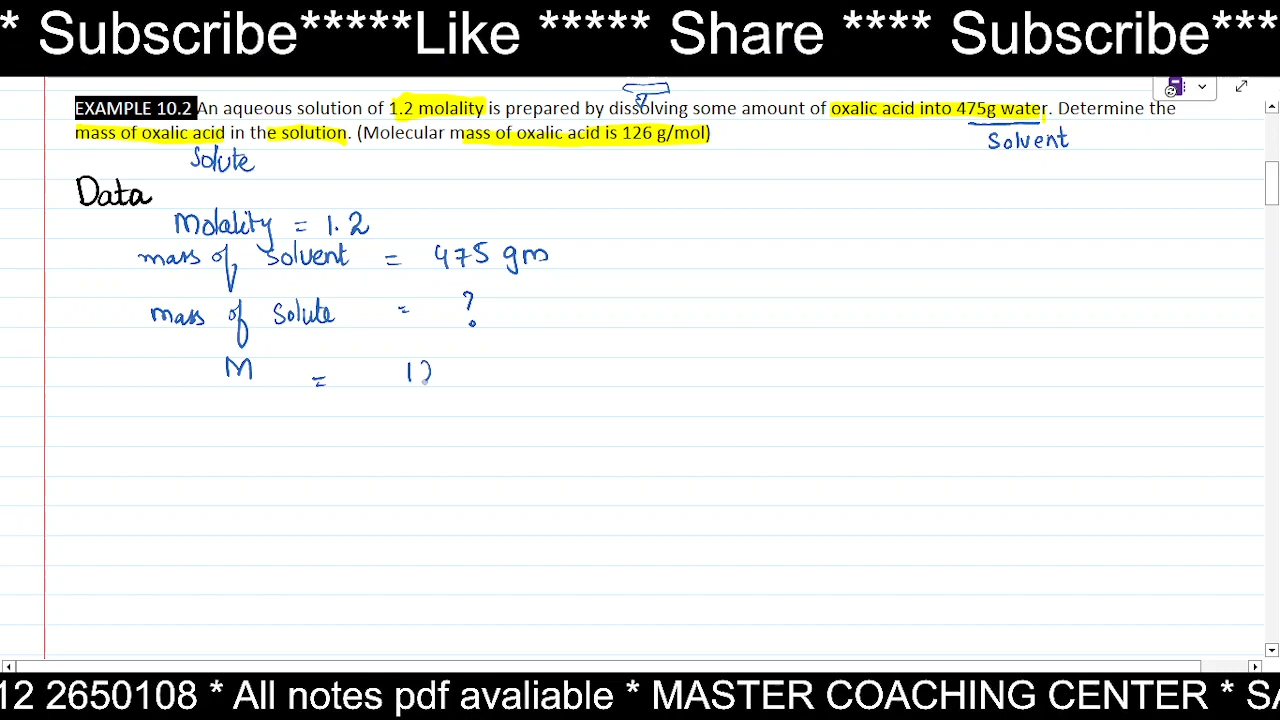 * Subscribe*****Like ***** Share **** Subscribe***
EXAMPLE 10.2 An aqueous solution of 1.2 molality is prepared by dissolving some amount of oxalic acid into 475g water. Determine the
mass of oxalic acid in the solution. (Molecular mass of oxalic acid is 126 g/mol)
Solvent
Solute
Data
Molality = 1.2
mass of solvent = 475 gm
mass of solute = ?
M = 12
12 2650108 * All notes pdf avaliable * MASTER COACHING CENTER * SA